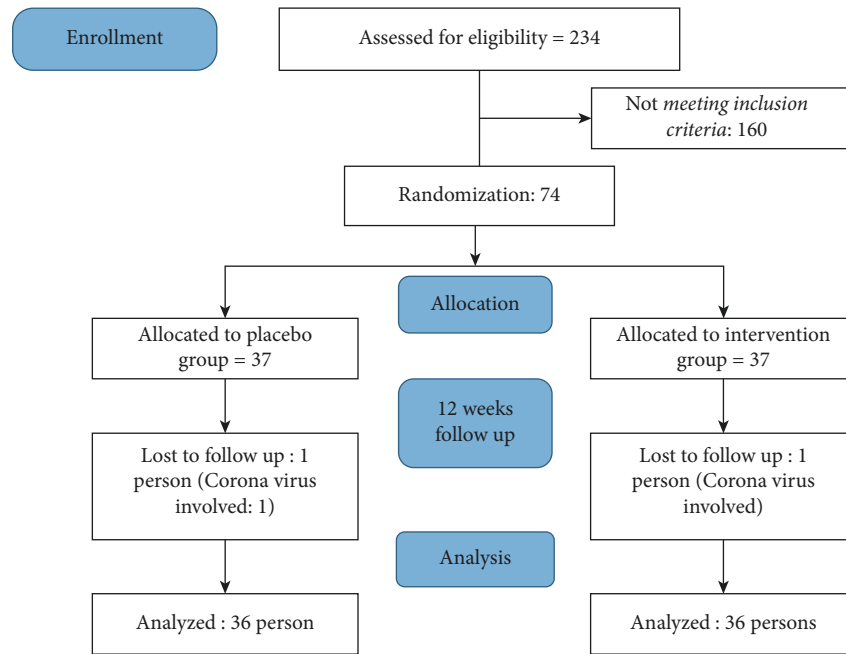 Enrollment
Assessed for eligibility = 234
Not meeting inclusion
criteria: 160
Randomization: 74
Allocation
Allocated to placebo
group = 37
Allocated to intervention
group = 37
12 weeks
follow up
Lost to follow up : 1
person (Corona virus
involved: 1)
Lost to follow up : 1
person (Corona virus
involved)
Analysis
Analyzed : 36 person
Analyzed : 36 persons